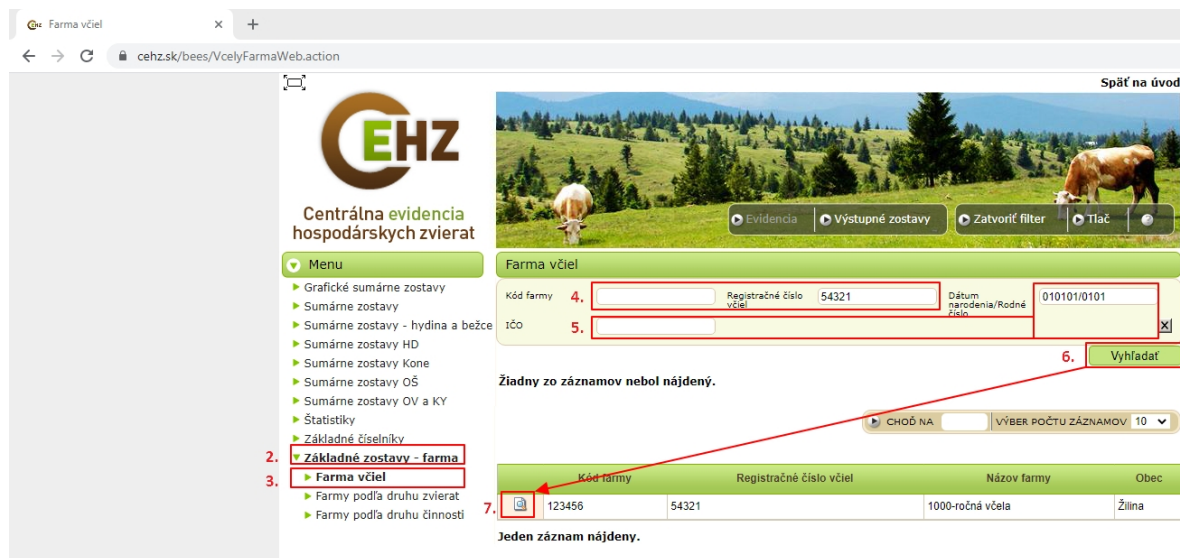 Farma včiel
cehz.sk/bees/VcelyFarmaWeb.action
Späť na úvod
CEHZ
Centrálna evidencia
hospodárskych zvierat
Evidencia
Výstupné zostavy
Zatvoriť filter
Tlač
Menu
Grafické sumárne zostavy
Sumárne zostavy
Sumárne zostavy - hydina a bežce
Sumárne zostavy HD
Sumárne zostavy Kone
Sumárne zostavy OŠ
Sumárne zostavy OV a KY
Štatistiky
Základné číselníky
2. Základné zostavy - farma
3. Farma včiel
Farmy podľa druhu zvierat
Farmy podľa druhu činnosti
Farma včiel
Kód farmy 4.
Registračné číslo
včiel
54321
Dátum
narodenia/Rodné
číslo
010101/0101
IČO 5.
X
6. Vyhľadať
Žiadny zo záznamov nebol nájdený.
CHOĎ NA
VÝBER POČTU ZÁZNAMOV 10
Kód farmy Registračné číslo včiel Názov farmy Obec
7. 123456 54321 1000-ročná včela Žilina
Jeden záznam nájdeny.